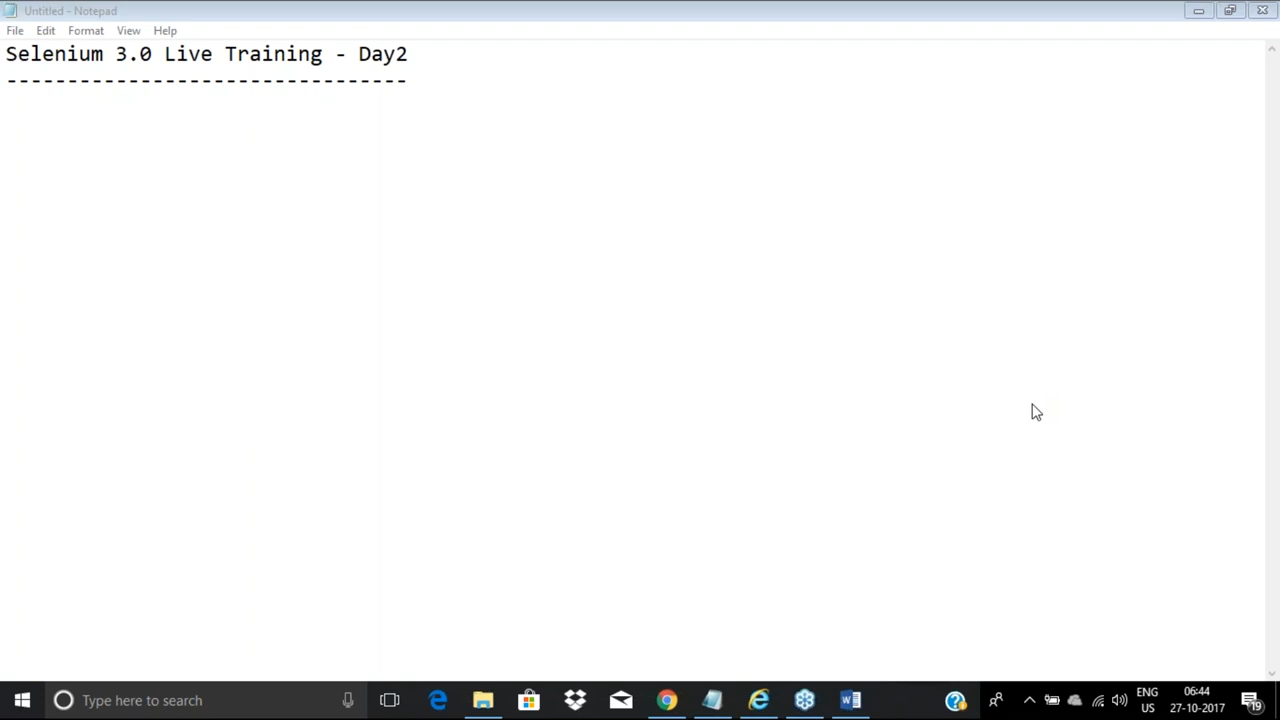 Untitled - Notepad
File Edit Format View Help
Selenium 3.0 Live Training - Day2
---------------------------------
Type here to search
ENG 06:44
US 27-10-2017
19